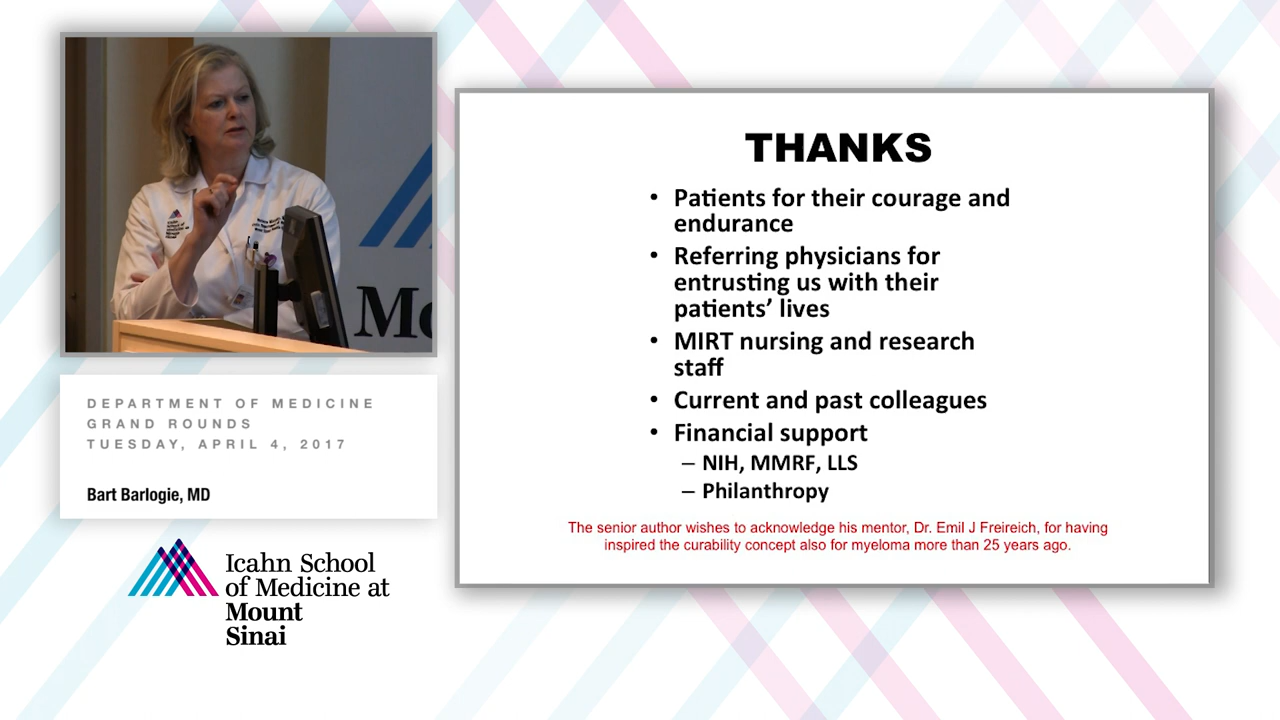 Mo
DEPARTMENT OF MEDICINE
GRAND ROUNDS
TUESDAY, APRIL 4, 2017
Bart Barlogie, MD
Icahn School
of Medicine at
Mount
Sinai
THANKS
• Patients for their courage and
endurance
• Referring physicians for
entrusting us with their
patients’ lives
• MIRT nursing and research
staff
• Current and past colleagues
• Financial support
– NIH, MMRF, LLS
– Philanthropy
The senior author wishes to acknowledge his mentor, Dr. Emil J Freireich, for having
inspired the curability concept also for myeloma more than 25 years ago.